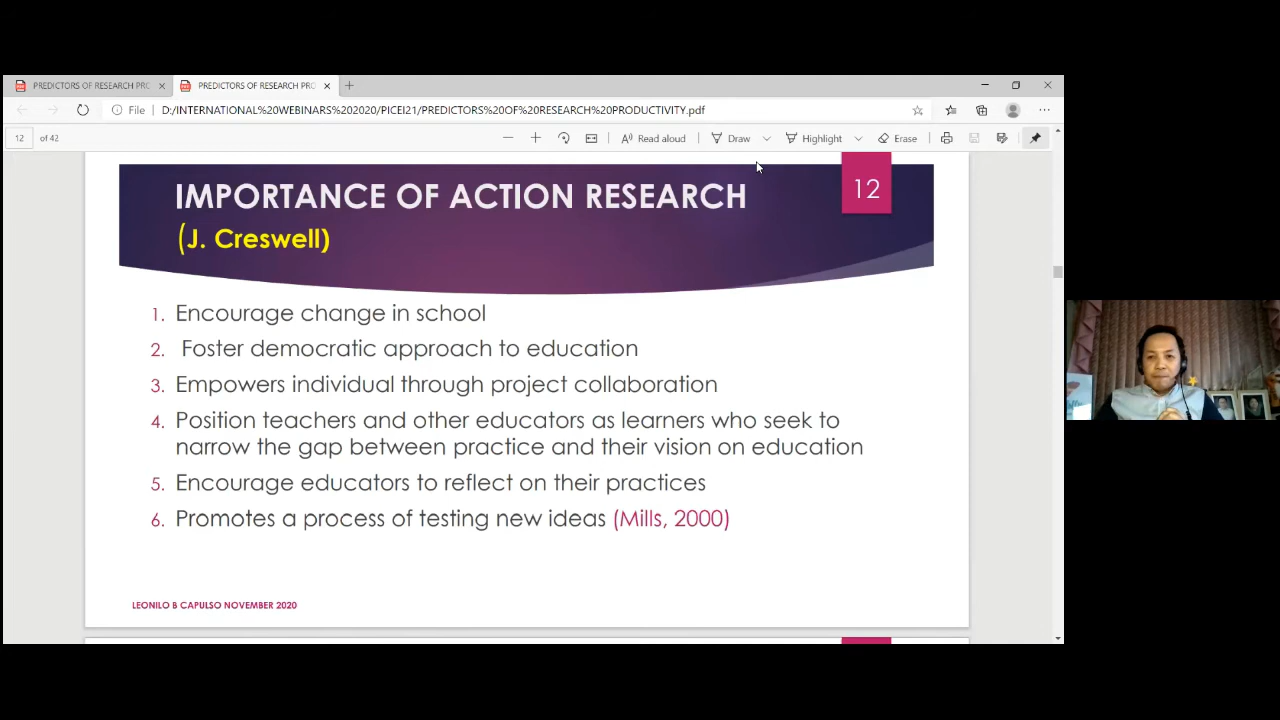 PREDICTORS OF RESEARCH PRO
PREDICTORS OF RESEARCH PRO
File
D:/INTERNATIONAL%20WEBINARS%202020/PICEI21/PREDICTORS%20OF%20RESEARCH%20PRODUCTIVITY.pdf
12 of 42
Read aloud
Draw
Highlight
Erase
IMPORTANCE OF ACTION RESEARCH
(J. Creswell)
12
1. Encourage change in school
2. Foster democratic approach to education
3. Empowers individual through project collaboration
4. Position teachers and other educators as learners who seek to
narrow the gap between practice and their vision on education
5. Encourage educators to reflect on their practices
6. Promotes a process of testing new ideas (Mills, 2000)
LEONILO B CAPULSO NOVEMBER 2020